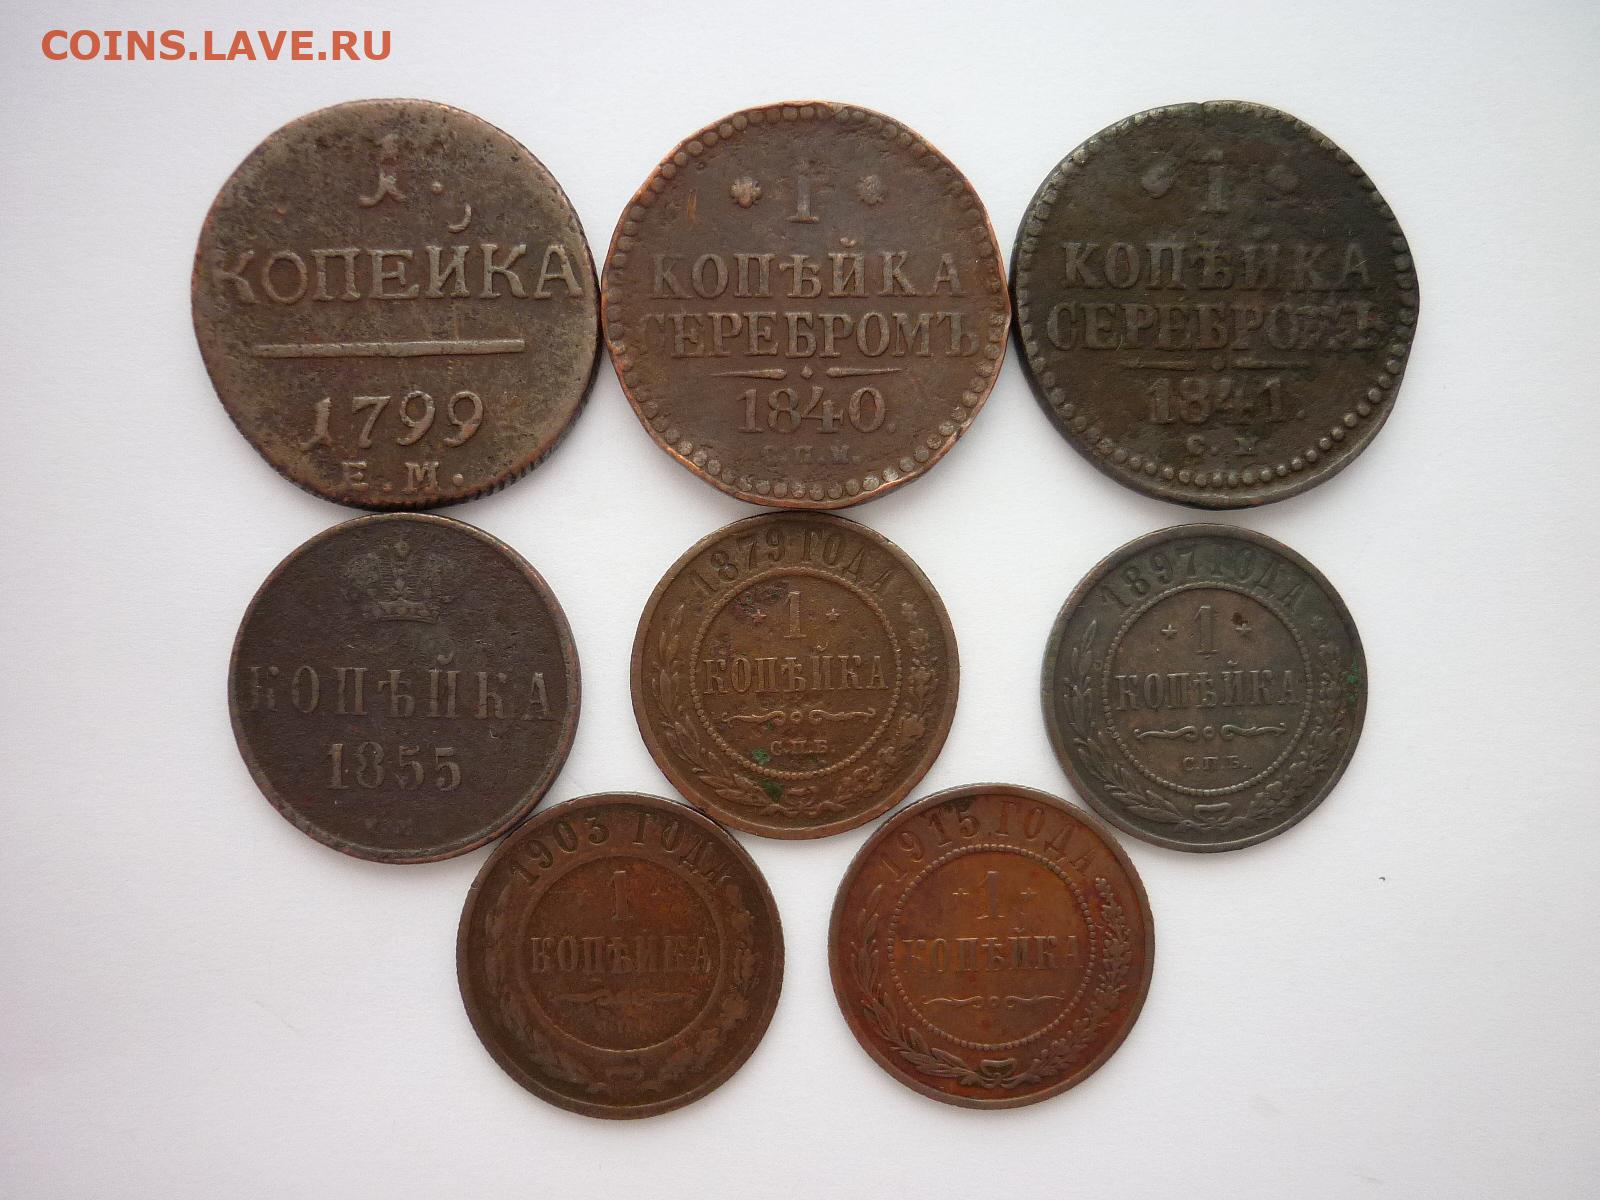 COINS.LAVE.RU
1.
КОПЕЙКА
1799
Е.М.
1
КОПѢЙКА
СЕРЕБРОМЪ
1840.
С.П.М.
1
КОПѢЙКА
СЕРЕБРОМЪ
1841.
КОПѢЙКА
1855
1879 ГОДА
1
КОПѢЙКА
С.П.Б.
1897 ГОДА
1
КОПѢЙКА
С.П.Б.
1903 ГОДА
1
КОПѢЙКА
1915 ГОДА
1
КОПѢЙКА